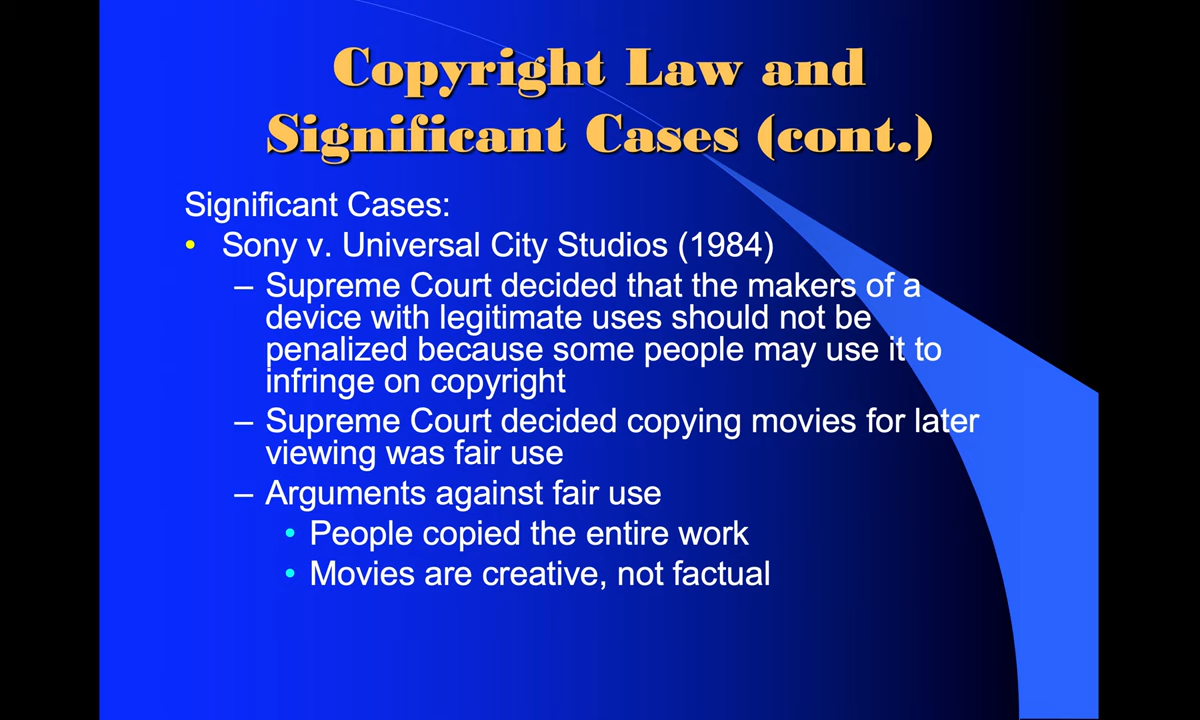 Copyright Law and
Significant Cases (cont.)
Significant Cases:
• Sony v. Universal City Studios (1984)
– Supreme Court decided that the makers of a
device with legitimate uses should not be
penalized because some people may use it to
infringe on copyright
– Supreme Court decided copying movies for later
viewing was fair use
– Arguments against fair use
• People copied the entire work
• Movies are creative, not factual